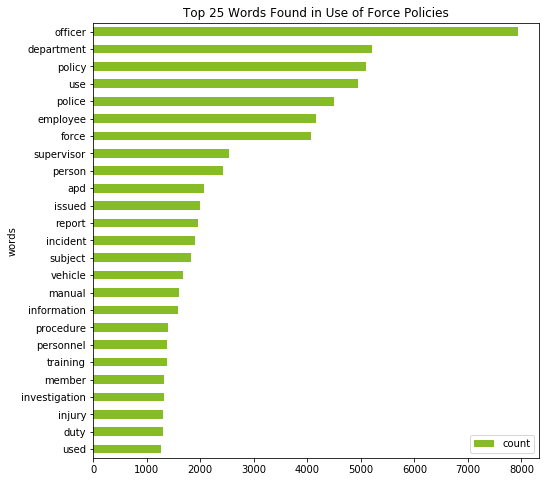 Top 25 Words Found in Use of Force Policies
officer
department
policy
use
police
employee
force
supervisor
person
apd
issued
report
incident
subject
vehicle
manual
information
procedure
personnel
training
member
investigation
injury
duty
used
words
count
0 1000 2000 3000 4000 5000 6000 7000 8000